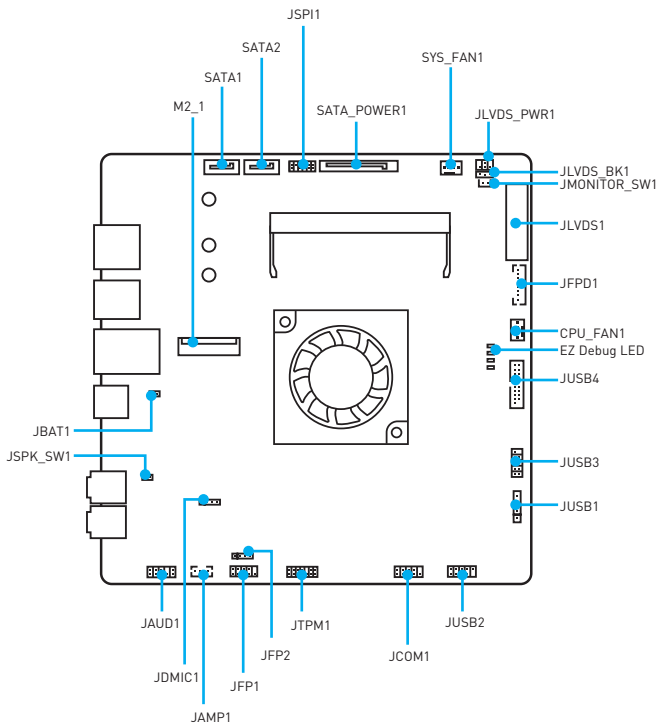 JSPI1
SATA2
SYS_FAN1
SATA1
M2_1
SATA_POWER1
JLVDS_PWR1
JLVDS_BK1
JMONITOR_SW1
JLVDS1
JFPD1
CPU_FAN1
EZ Debug LED
JUSB4
JBAT1
JSPK_SW1
JUSB3
JUSB1
JAUD1
JTPM1
JUSB2
JFP2
JCOM1
JDMIC1
JFP1
JAMP1